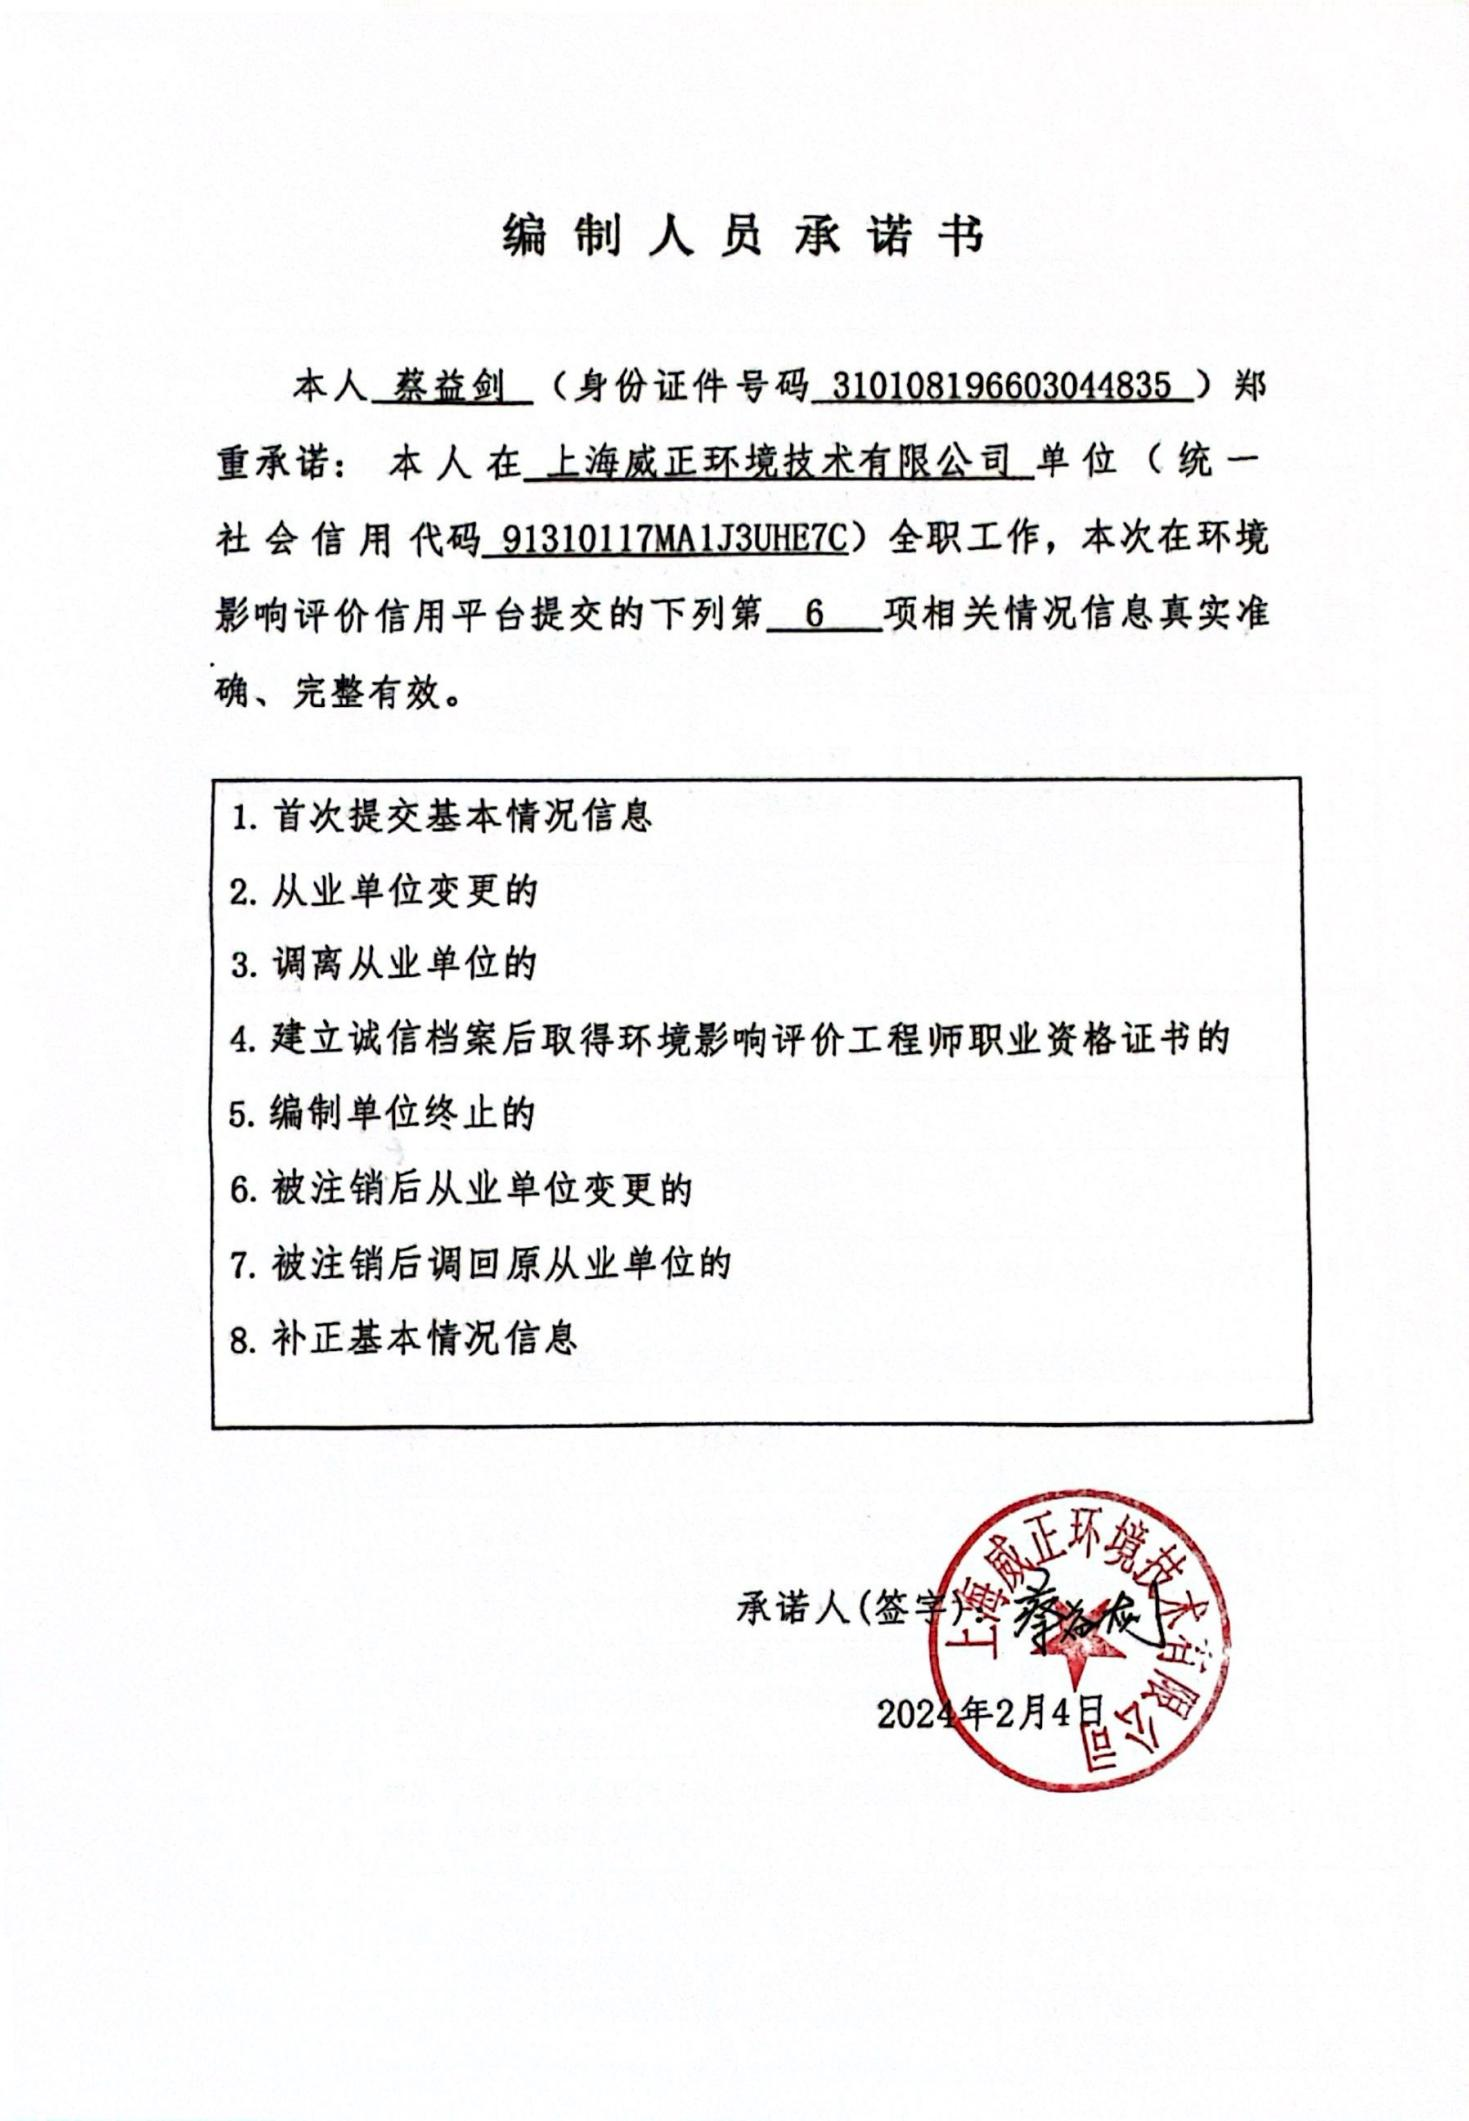 编制人员承诺书
本人 蔡益剑 （身份证件号码 310108196603044835 ）郑
重承诺： 本人在 上海威正环境技术有限公司 单位（统一
社会信用代码 91310117MA1J3UHE7C）全职工作，本次在环境
影响评价信用平台提交的下列第 6 项相关情况信息真实准
确、完整有效。
1. 首次提交基本情况信息
2. 从业单位变更的
3. 调离从业单位的
4. 建立诚信档案后取得环境影响评价工程师职业资格证书的
5. 编制单位终止的
6. 被注销后从业单位变更的
7. 被注销后调回原从业单位的
8. 补正基本情况信息
上海威正环境技术有限公司
承诺人(签字): 蔡益剑
2024年2月4日